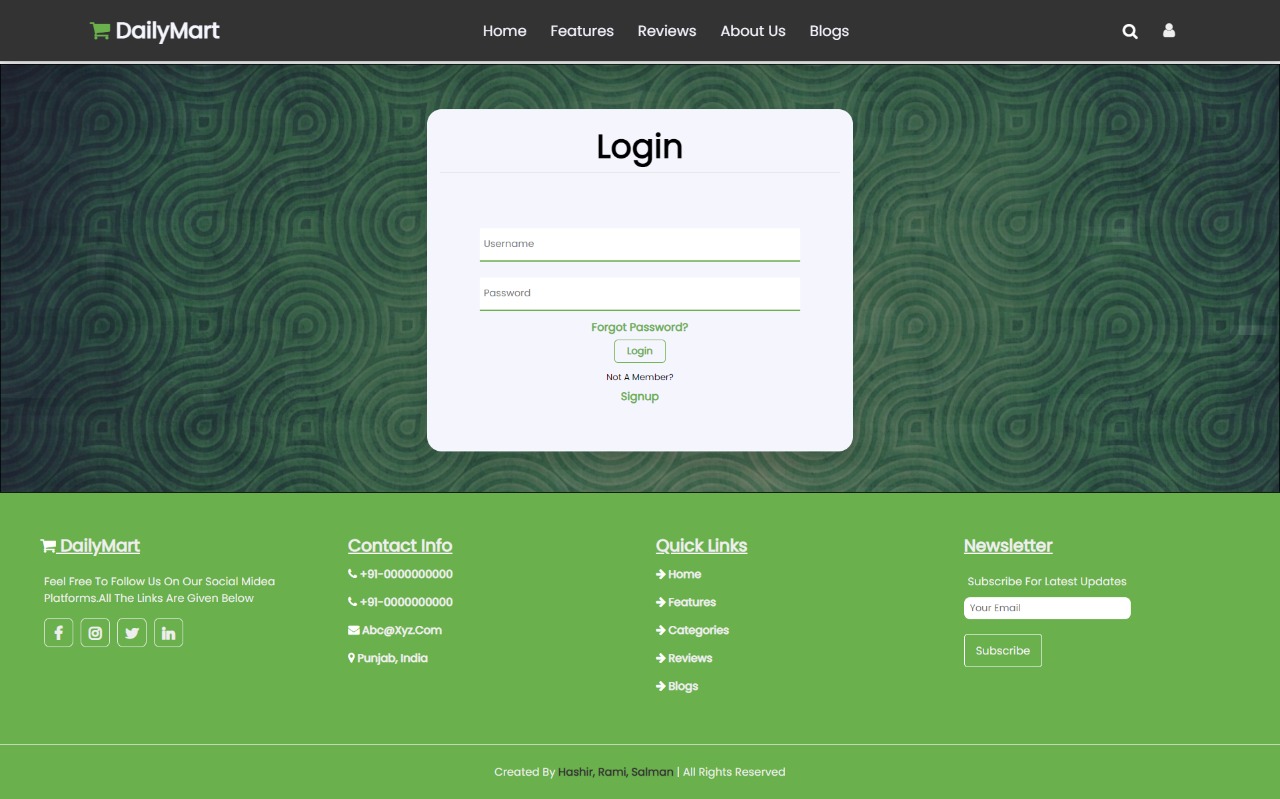 DailyMart
Home Features Reviews About Us Blogs
Login
Username
Password
Forgot Password?
Login
Not A Member?
Signup
DailyMart
Feel Free To Follow Us On Our Social Midea
Platforms.All The Links Are Given Below
Contact Info
+91-0000000000
+91-0000000000
Abc@Xyz.Com
Punjab, India
Quick Links
Home
Features
Categories
Reviews
Blogs
Newsletter
Subscribe For Latest Updates
Your Email
Subscribe
Created By Hashir, Rami, Salman | All Rights Reserved